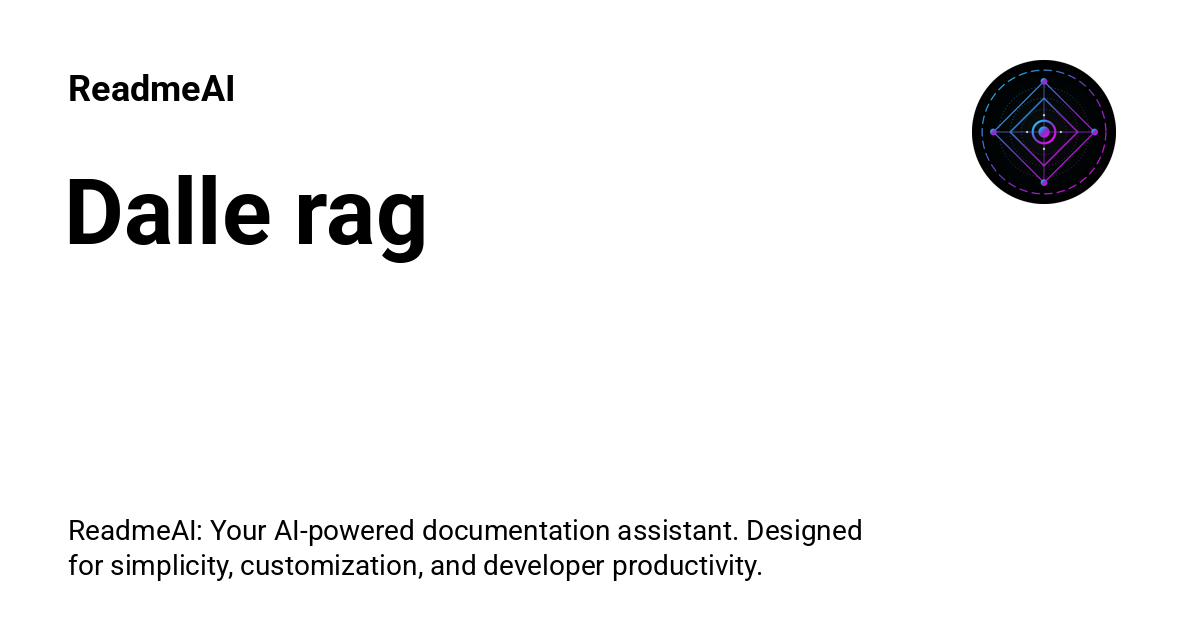 ReadmeAI
Dalle rag
ReadmeAI: Your AI-powered documentation assistant. Designed
for simplicity, customization, and developer productivity.